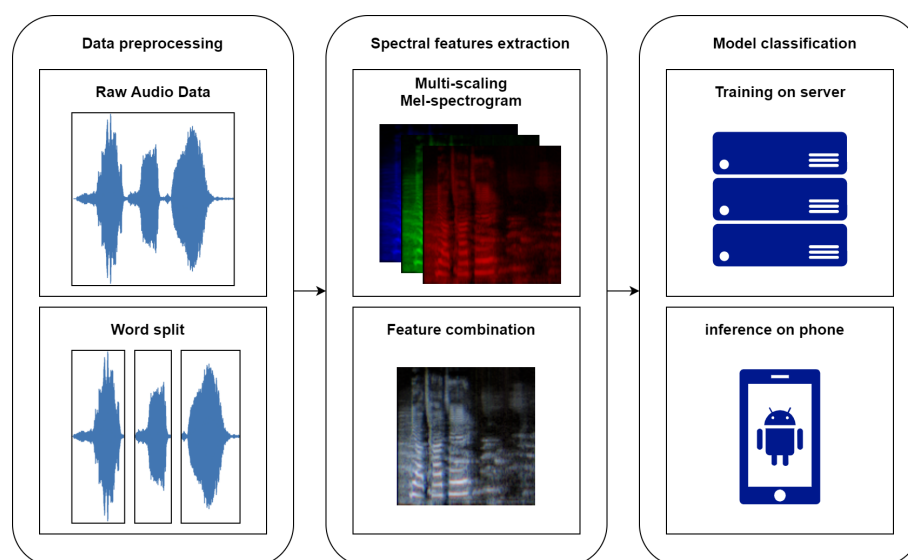 Data preprocessing
Raw Audio Data
Word split
Spectral features extraction
Multi-scaling
Mel-spectrogram
Feature combination
Model classification
Training on server
inference on phone